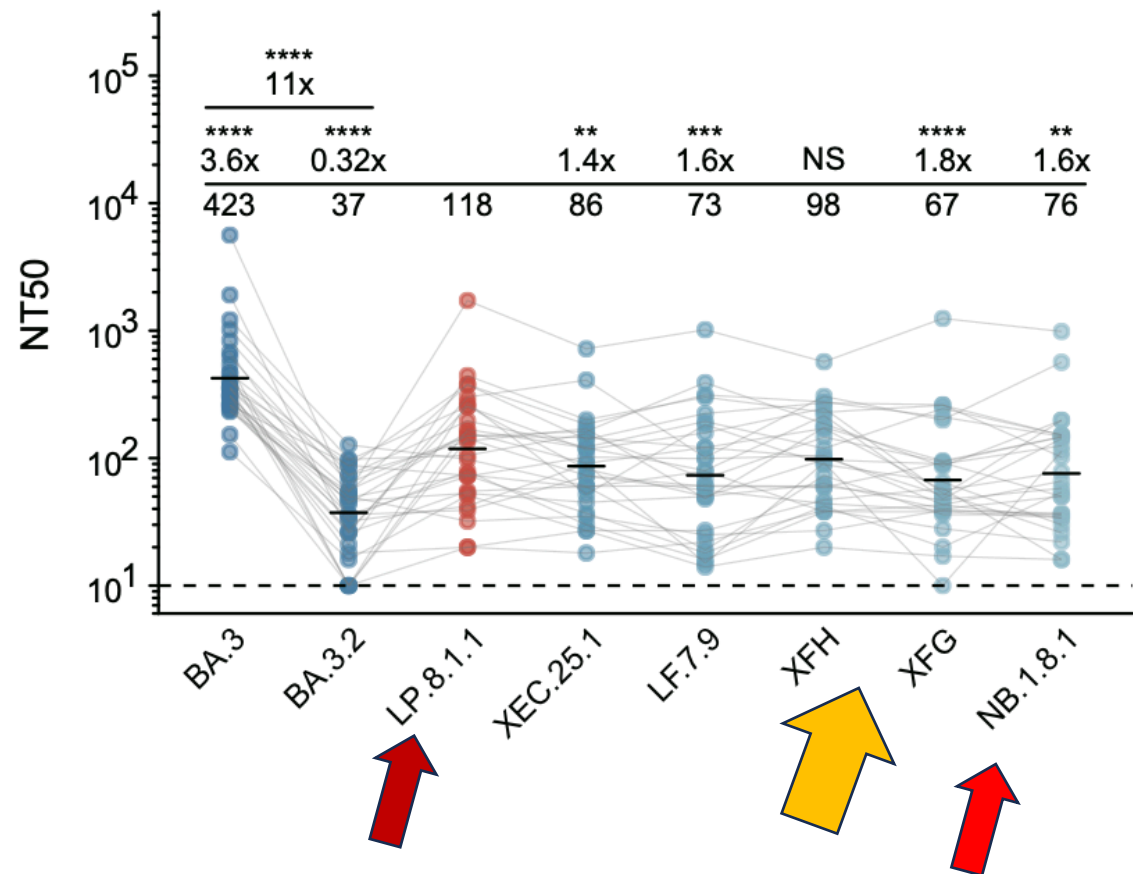 ****
11x
**** **** ** *** **** **
3.6x 0.32x 1.4x 1.6x NS 1.8x 1.6x
423 37 118 86 73 98 67 76
NT50
10^5
10^4
10^3
10^2
10^1
BA.3 BA.3.2 LP.8.1.1 XEC.25.1 LF.7.9 XFH XFG NB.1.8.1